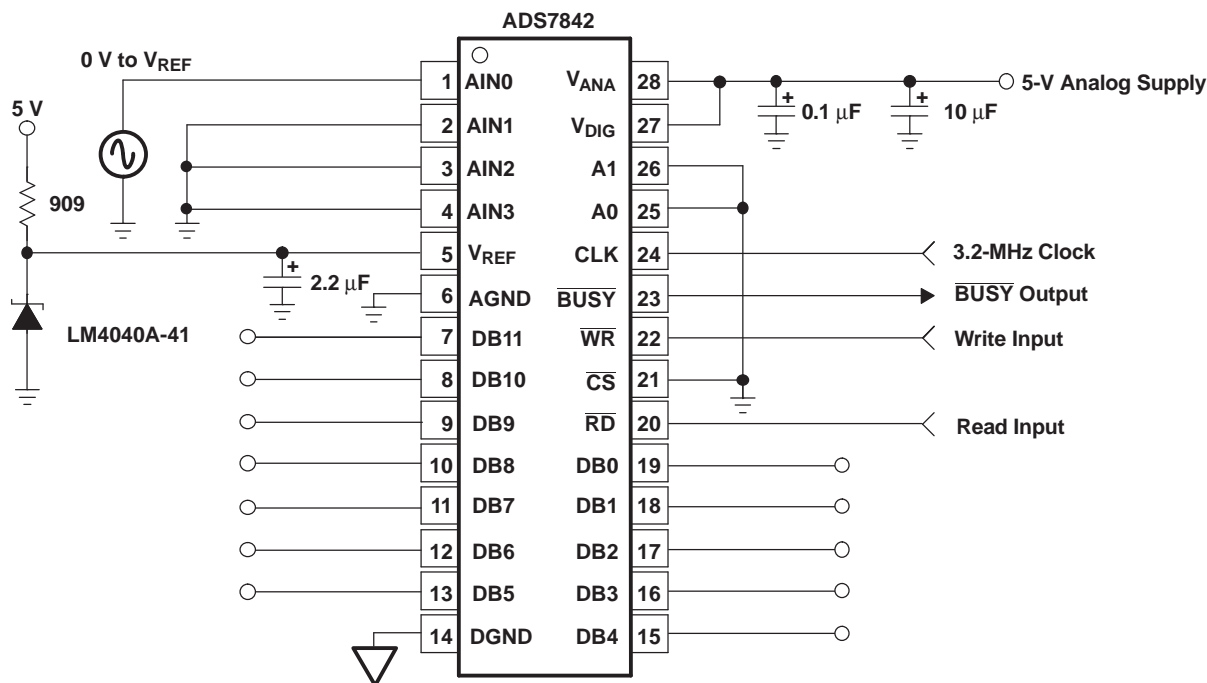 ADS7842
0 V to VREF
5 V
909
LM4040A-41
2.2 μF
1 AIN0
2 AIN1
3 AIN2
4 AIN3
5 VREF
6 AGND
7 DB11
8 DB10
9 DB9
10 DB8
11 DB7
12 DB6
13 DB5
14 DGND
VANA 28
VDIG 27
A1 26
A0 25
CLK 24
BUSY 23
WR 22
CS 21
RD 20
DB0 19
DB1 18
DB2 17
DB3 16
DB4 15
+
0.1 μF
+
10 μF
+
5-V Analog Supply
3.2-MHz Clock
BUSY Output
Write Input
Read Input